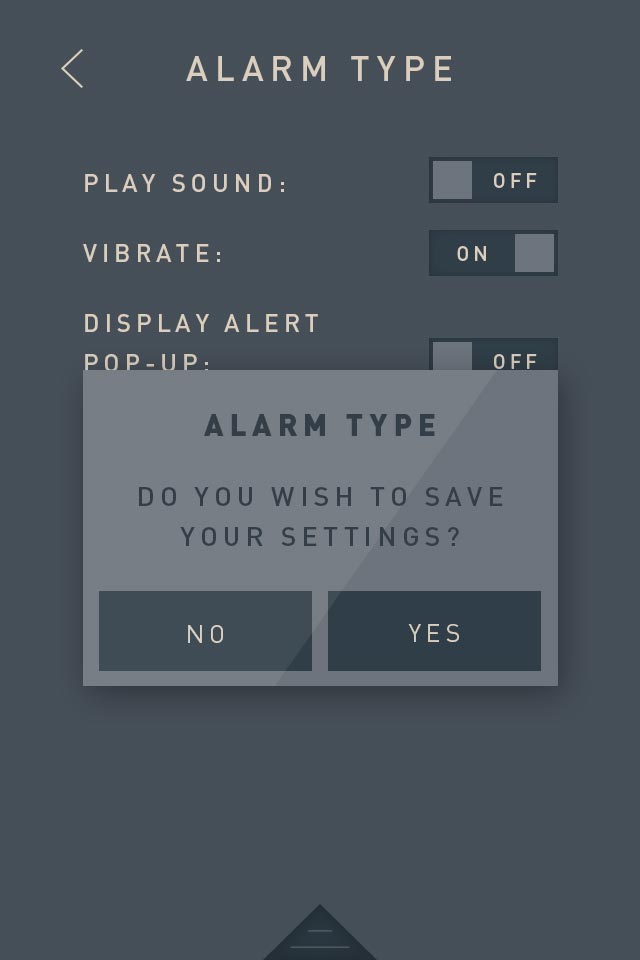 ALARM TYPE
PLAY SOUND: OFF
VIBRATE: ON
DISPLAY ALERT
POP-UP: OFF
ALARM TYPE
DO YOU WISH TO SAVE
YOUR SETTINGS?
NO YES